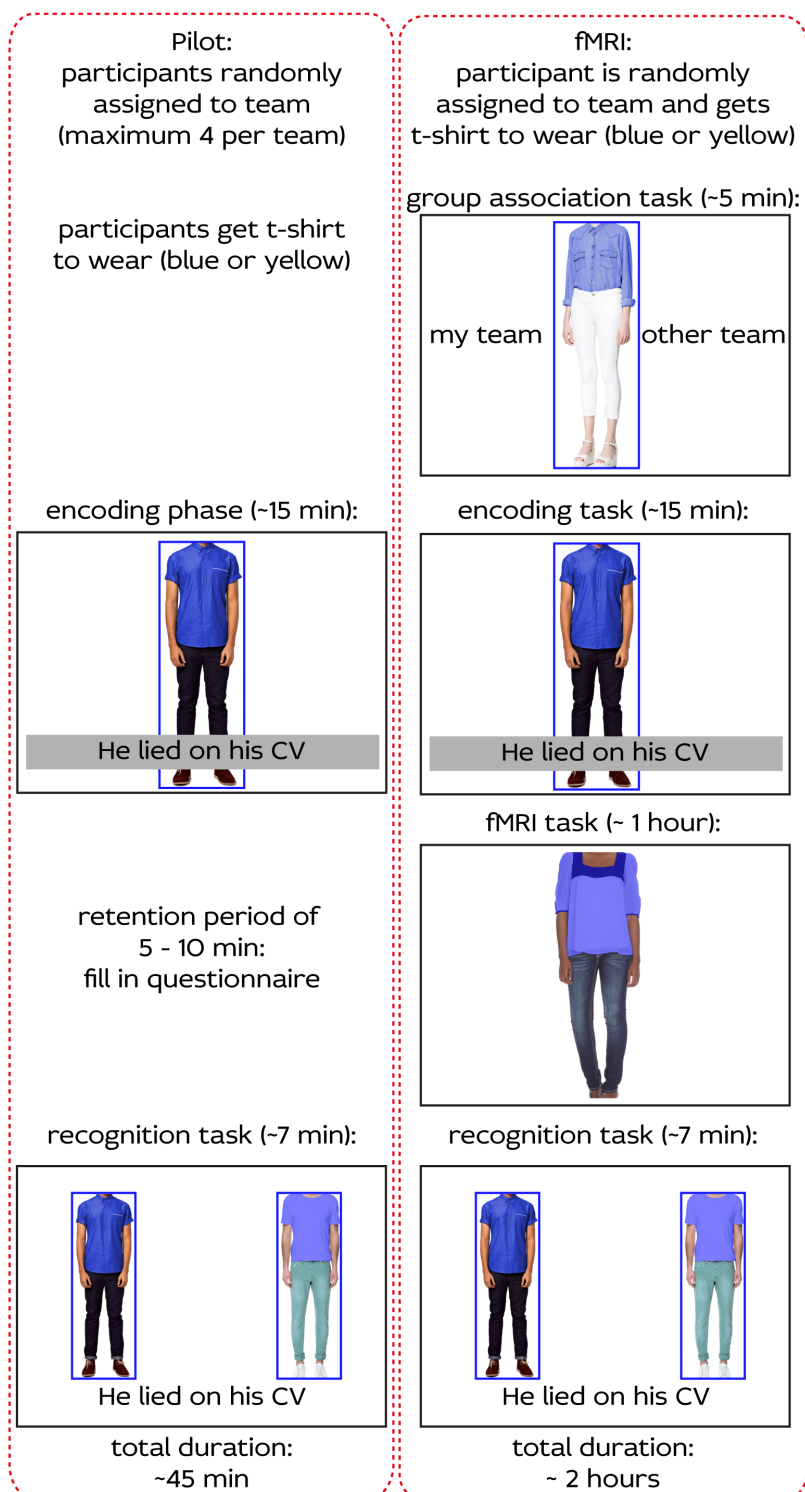 Pilot:
participants randomly
assigned to team
(maximum 4 per team)
participants get t-shirt
to wear (blue or yellow)
encoding phase (~15 min):
He lied on his CV
retention period of
5 - 10 min:
fill in questionnaire
recognition task (~7 min):
He lied on his CV
total duration:
~45 min
fMRI:
participant is randomly
assigned to team and gets
t-shirt to wear (blue or yellow)
group association task (~5 min):
my team other team
encoding task (~15 min):
He lied on his CV
fMRI task (~ 1 hour):
recognition task (~7 min):
He lied on his CV
total duration:
~ 2 hours